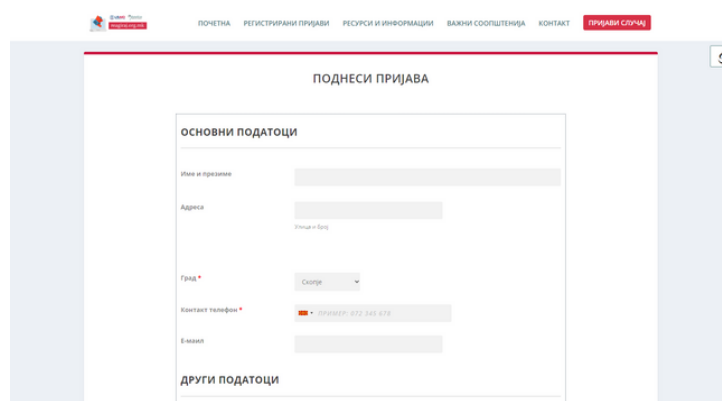 ПОЧЕТНА РЕГИСТРИРАНИ ПРИЈАВИ РЕСУРСИ И ИНФОРМАЦИИ ВАЖНИ СООПШТЕНИЈА КОНТАКТ ПРИЈАВИ СЛУЧАЈ
ПОДНЕСИ ПРИЈАВА
ОСНОВНИ ПОДАТОЦИ
Име и презиме
Адреса
Улица и број
Град *
Скопје
Контакт телефон *
ПРИМЕР: 072 345 678
Е-маил
ДРУГИ ПОДАТОЦИ